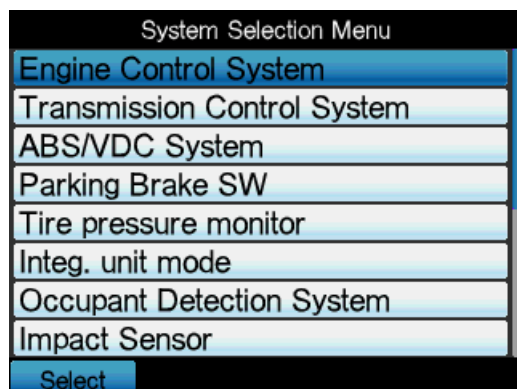 System Selection Menu
Engine Control System
Transmission Control System
ABS/VDC System
Parking Brake SW
Tire pressure monitor
Integ. unit mode
Occupant Detection System
Impact Sensor
Select